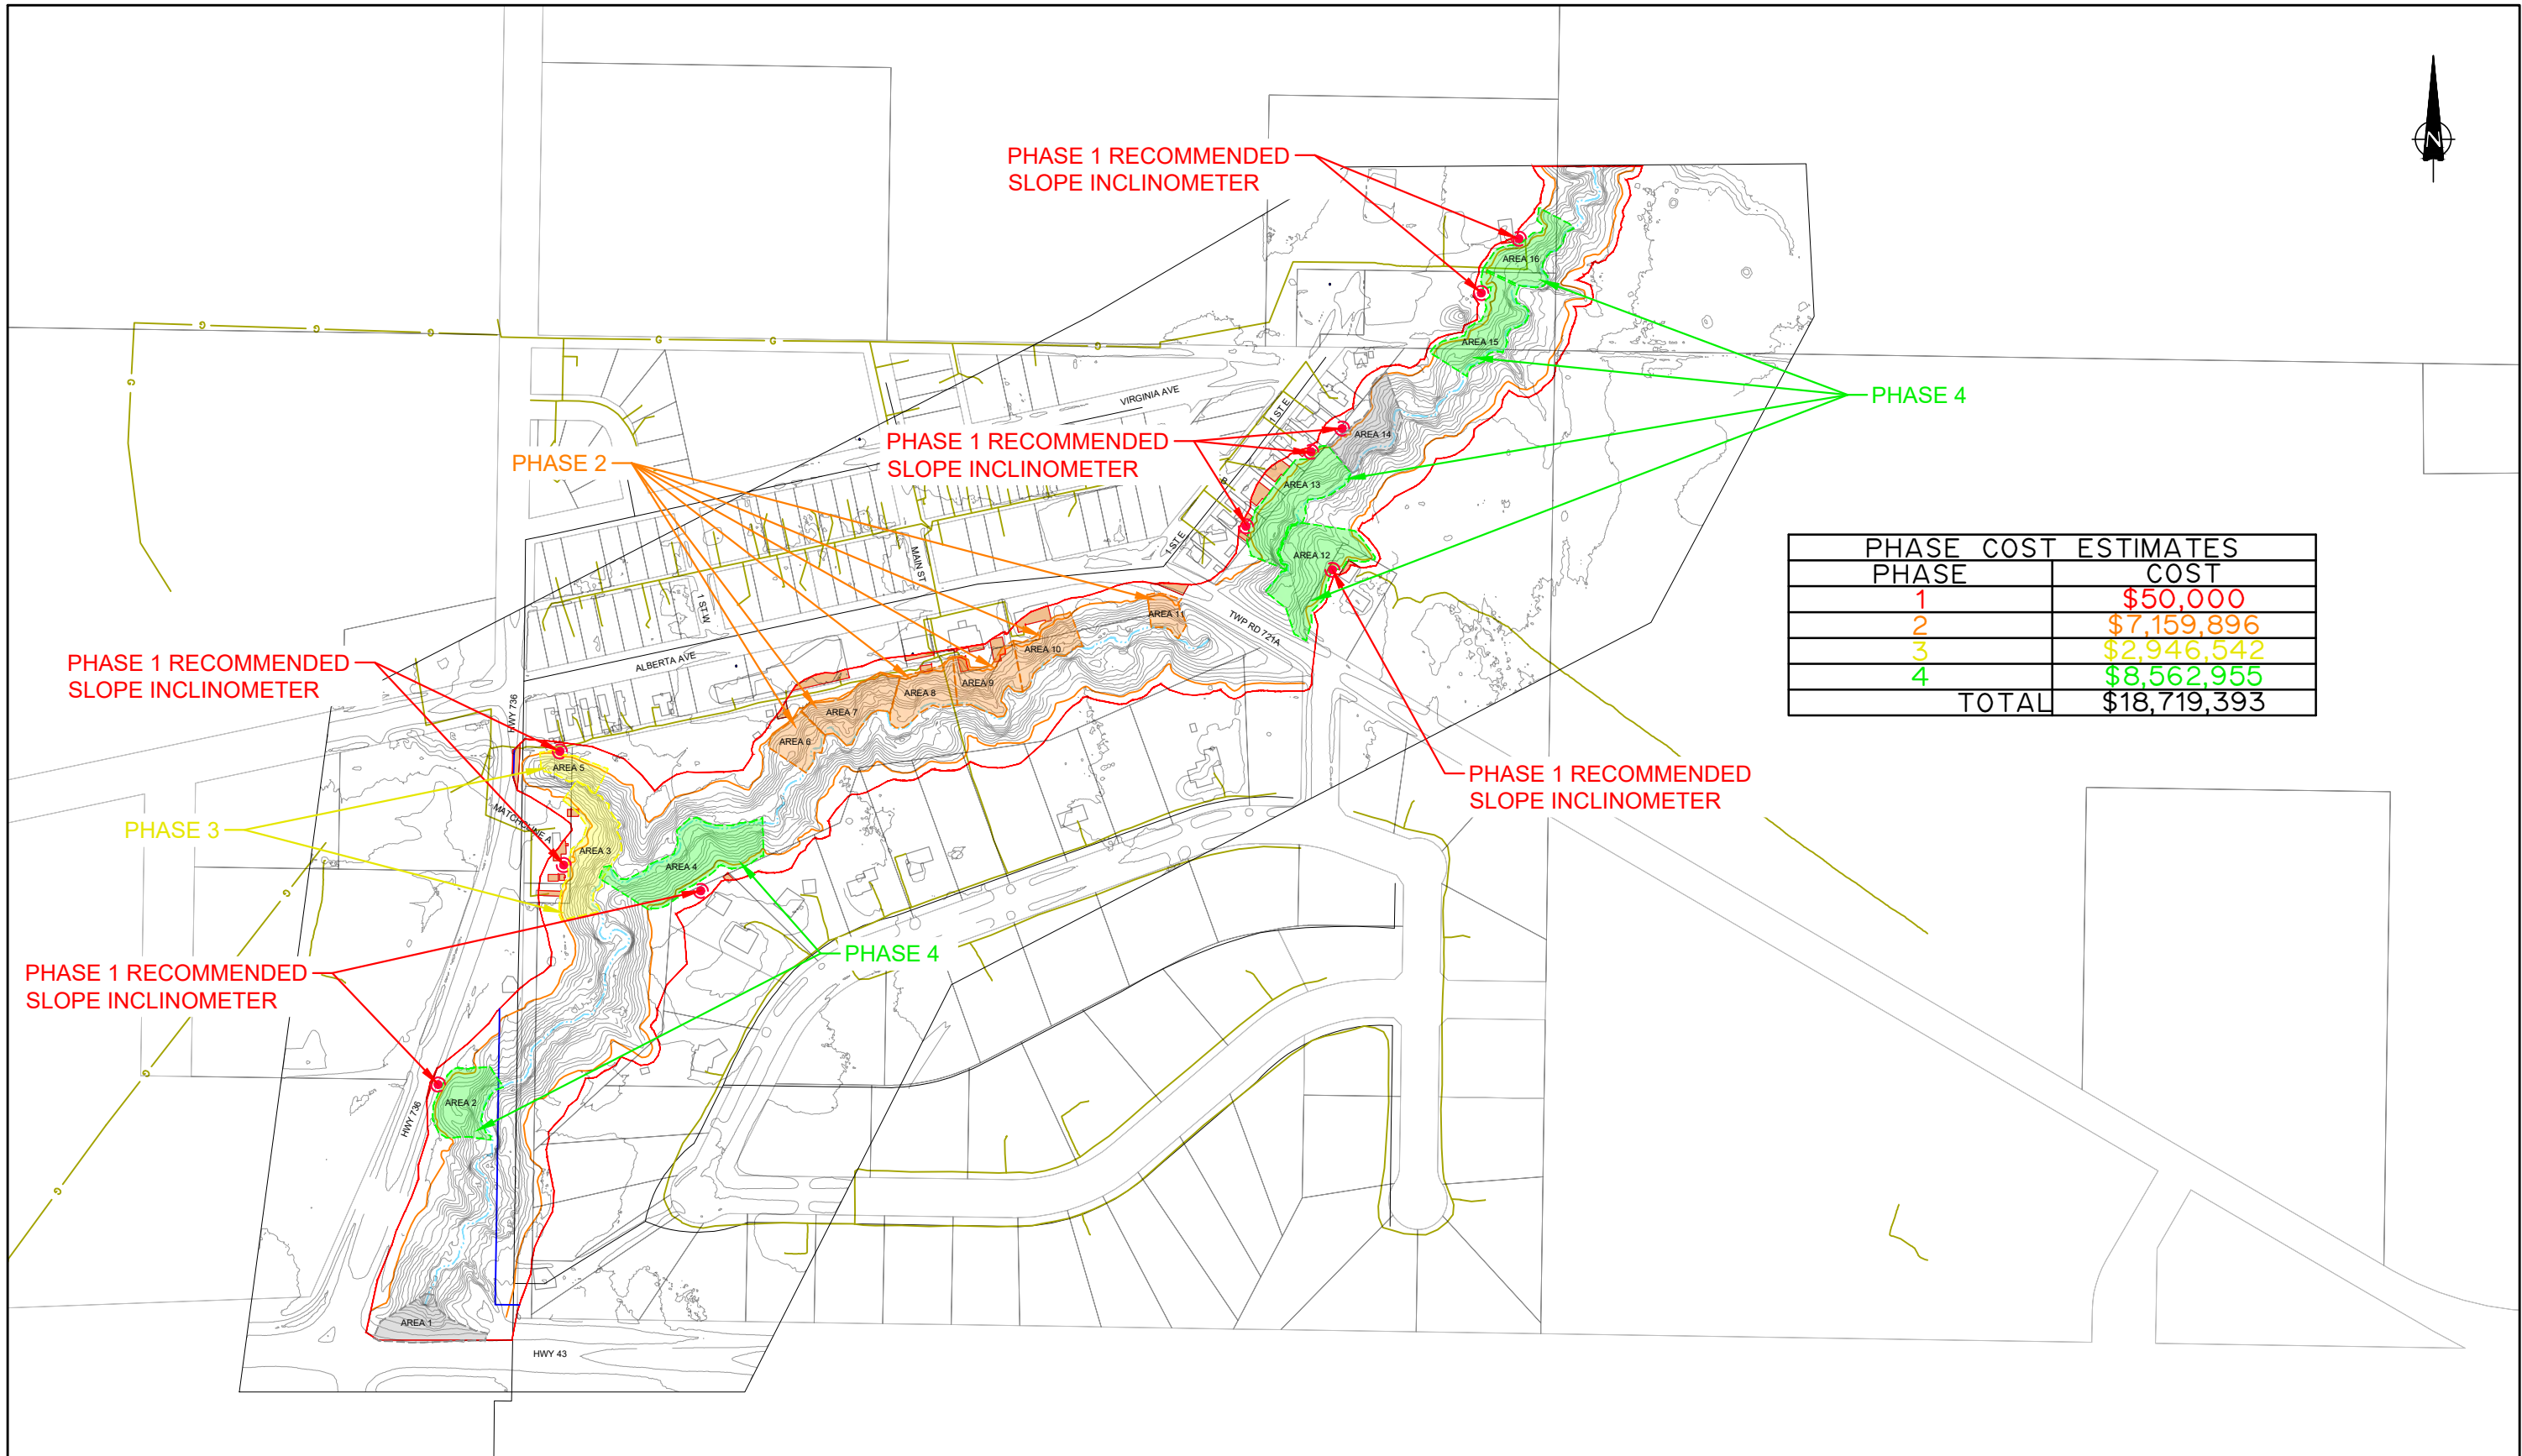 N
PHASE 1 RECOMMENDED
SLOPE INCLINOMETER
AREA 16
G
G
G
G
G
G
G
AREA 15
VIRGINIA AVE
1 ST E
PHASE 4
PHASE 1 RECOMMENDED
SLOPE INCLINOMETER
AREA 14
PHASE 2
AREA 13
1 ST E
MAIN ST
AREA 12
PHASE COST ESTIMATES
PHASE COST
1 $50,000
2 $7,159,896
3 $2,946,542
4 $8,562,955
TOTAL $18,719,393
1 ST.W
AREA 11
TWP RD 721A
AREA 10
ALBERTA AVE
PHASE 1 RECOMMENDED
SLOPE INCLINOMETER
AREA 9
AREA 8
AREA 7
HWY 736
AREA 6
AREA 5
PHASE 1 RECOMMENDED
SLOPE INCLINOMETER
MATCHLINE A
PHASE 3
AREA 3
AREA 4
G
PHASE 4
PHASE 1 RECOMMENDED
SLOPE INCLINOMETER
G
AREA 2
HWY 736
G
AREA 1
HWY 43